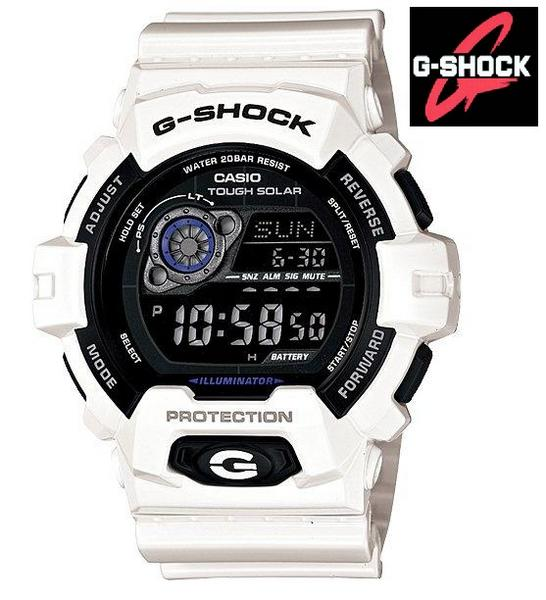 G-SHOCK
G-SHOCK
WATER 20BAR RESIST
CASIO
TOUGH SOLAR
ADJUST
REVERSE
HOLD SET
PS
LT
SPLIT/RESET
SUN
6-30
SNZ ALM SIG MUTE
P 10:58 50
H BATTERY
MODE
SELECT
START/STOP
FORWARD
ILLUMINATOR
PROTECTION
G